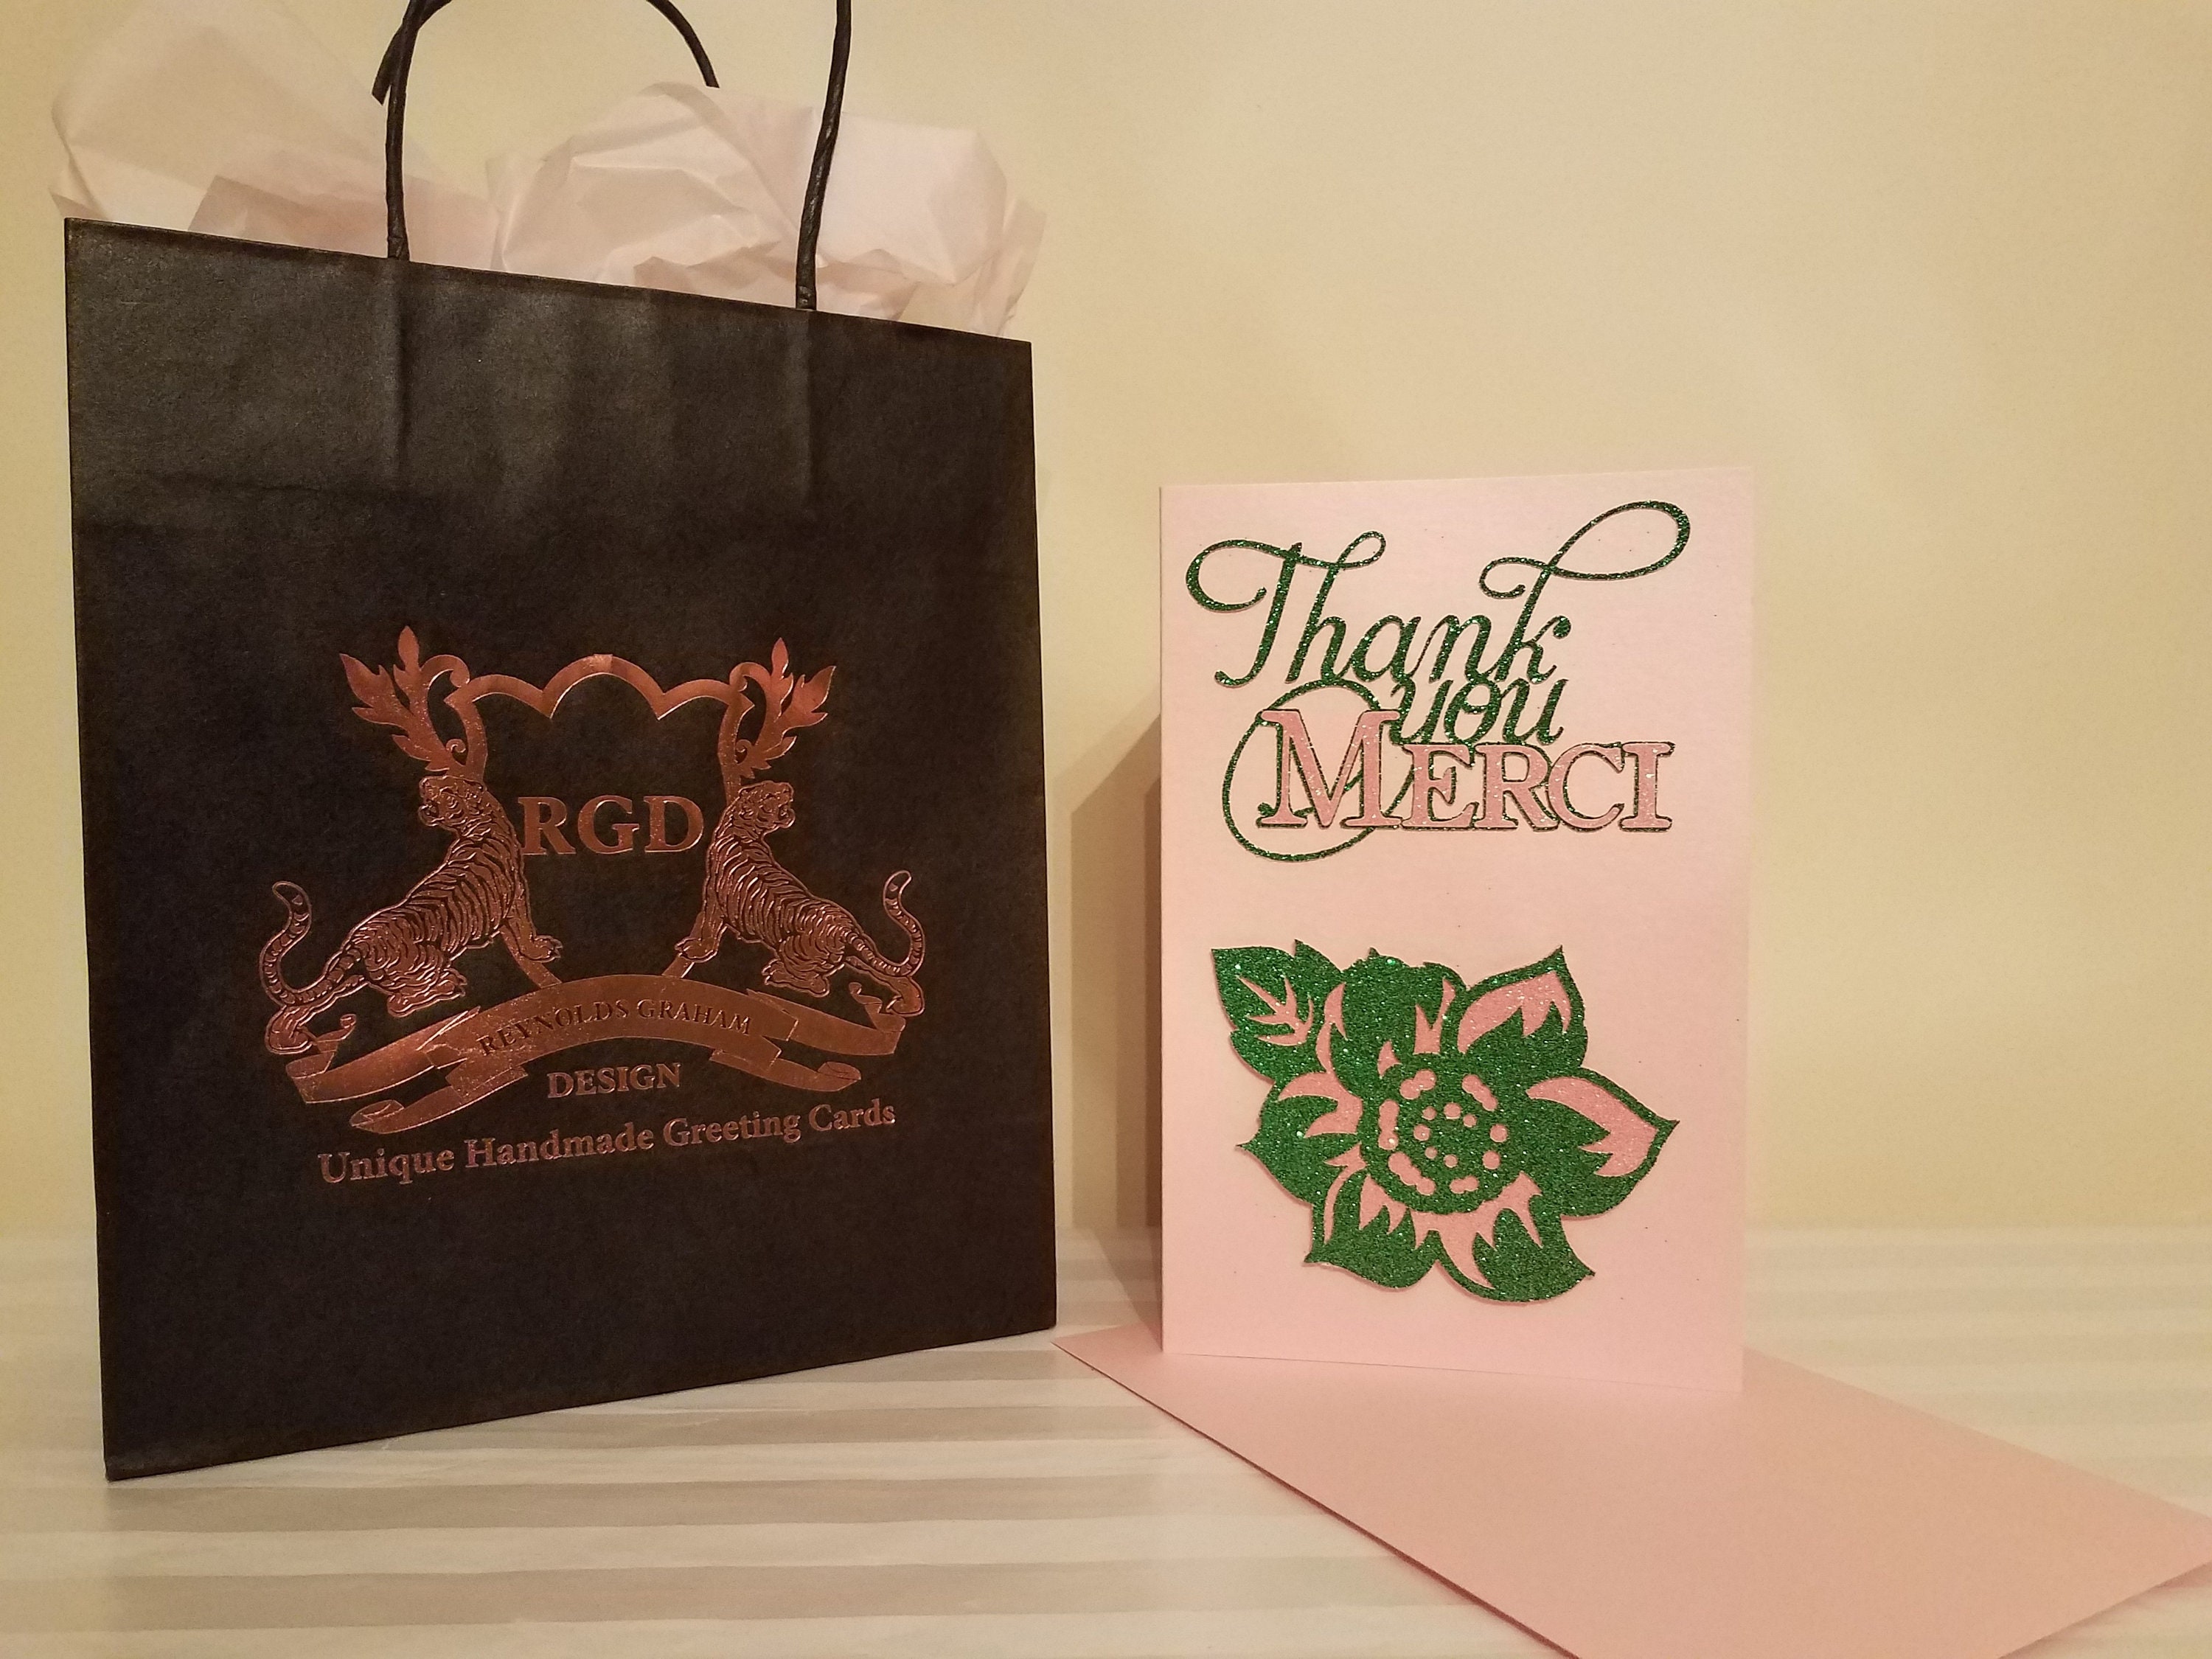 RGD
REYNOLDS GRAHAM
DESIGN
Unique Handmade Greeting Cards
Thank
you
MERCI